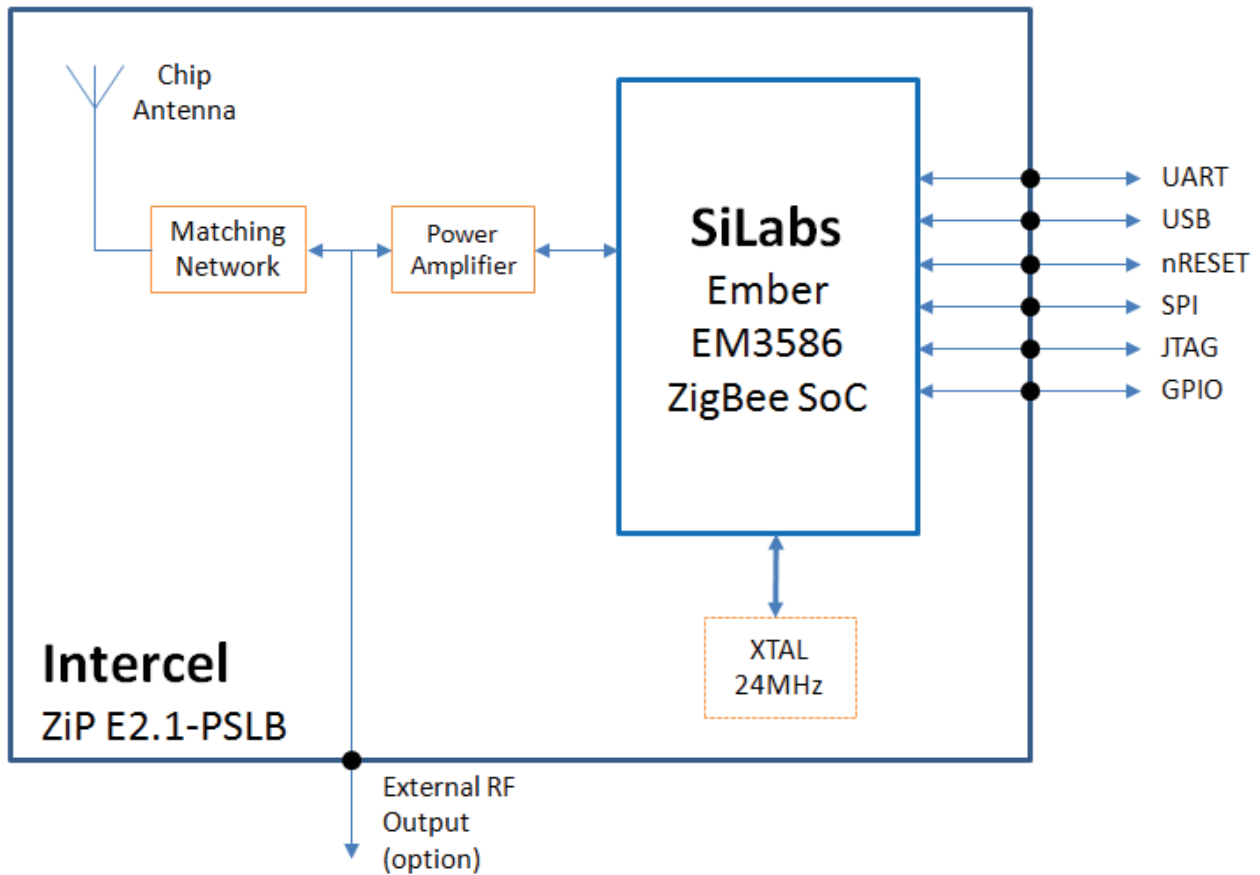 Chip
Antenna
Matching
Network
Power
Amplifier
SiLabs
Ember
EM3586
ZigBee SoC
UART
USB
nRESET
SPI
JTAG
GPIO
XTAL
24MHz
Intercel
ZiP E2.1-PSLB
External RF
Output
(option)